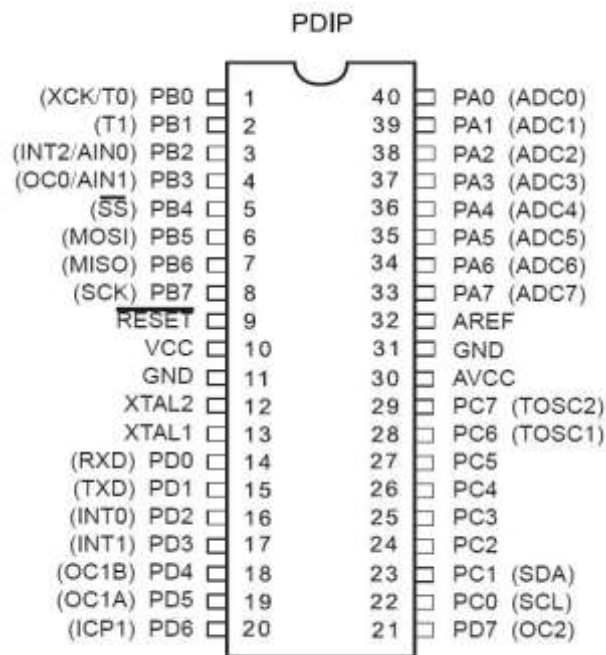 PDIP
(XCK/T0) PB0 1 40 PA0 (ADC0)
(T1) PB1 2 39 PA1 (ADC1)
(INT2/AIN0) PB2 3 38 PA2 (ADC2)
(OC0/AIN1) PB3 4 37 PA3 (ADC3)
(SS) PB4 5 36 PA4 (ADC4)
(MOSI) PB5 6 35 PA5 (ADC5)
(MISO) PB6 7 34 PA6 (ADC6)
(SCK) PB7 8 33 PA7 (ADC7)
RESET 9 32 AREF
VCC 10 31 GND
GND 11 30 AVCC
XTAL2 12 29 PC7 (TOSC2)
XTAL1 13 28 PC6 (TOSC1)
(RXD) PD0 14 27 PC5
(TXD) PD1 15 26 PC4
(INT0) PD2 16 25 PC3
(INT1) PD3 17 24 PC2
(OC1B) PD4 18 23 PC1 (SDA)
(OC1A) PD5 19 22 PC0 (SCL)
(ICP1) PD6 20 21 PD7 (OC2)